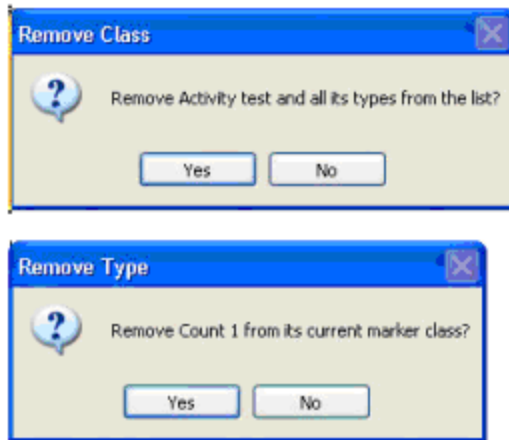 Remove Class
Remove Activity test and all its types from the list?
Yes No
Remove Type
Remove Count 1 from its current marker class?
Yes No